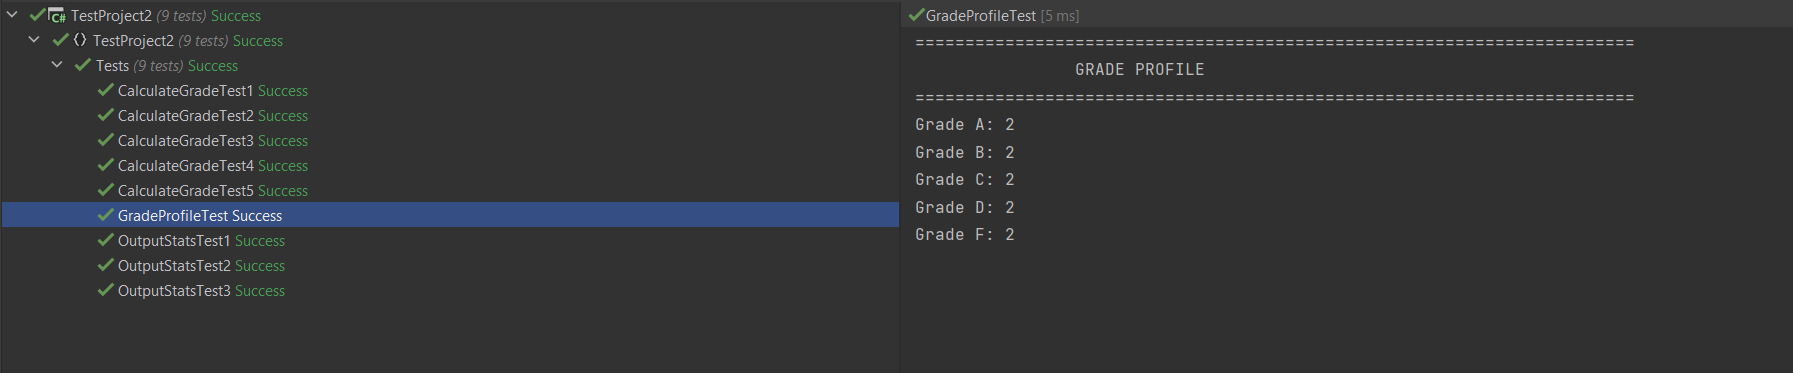 C# TestProject2 (9 tests) Success
TestProject2 (9 tests) Success
Tests (9 tests) Success
CalculateGradeTest1 Success
CalculateGradeTest2 Success
CalculateGradeTest3 Success
CalculateGradeTest4 Success
CalculateGradeTest5 Success
GradeProfileTest Success
OutputStatsTest1 Success
OutputStatsTest2 Success
OutputStatsTest3 Success
GradeProfileTest [5 ms]
========================================================================
GRADE PROFILE
========================================================================
Grade A: 2
Grade B: 2
Grade C: 2
Grade D: 2
Grade F: 2